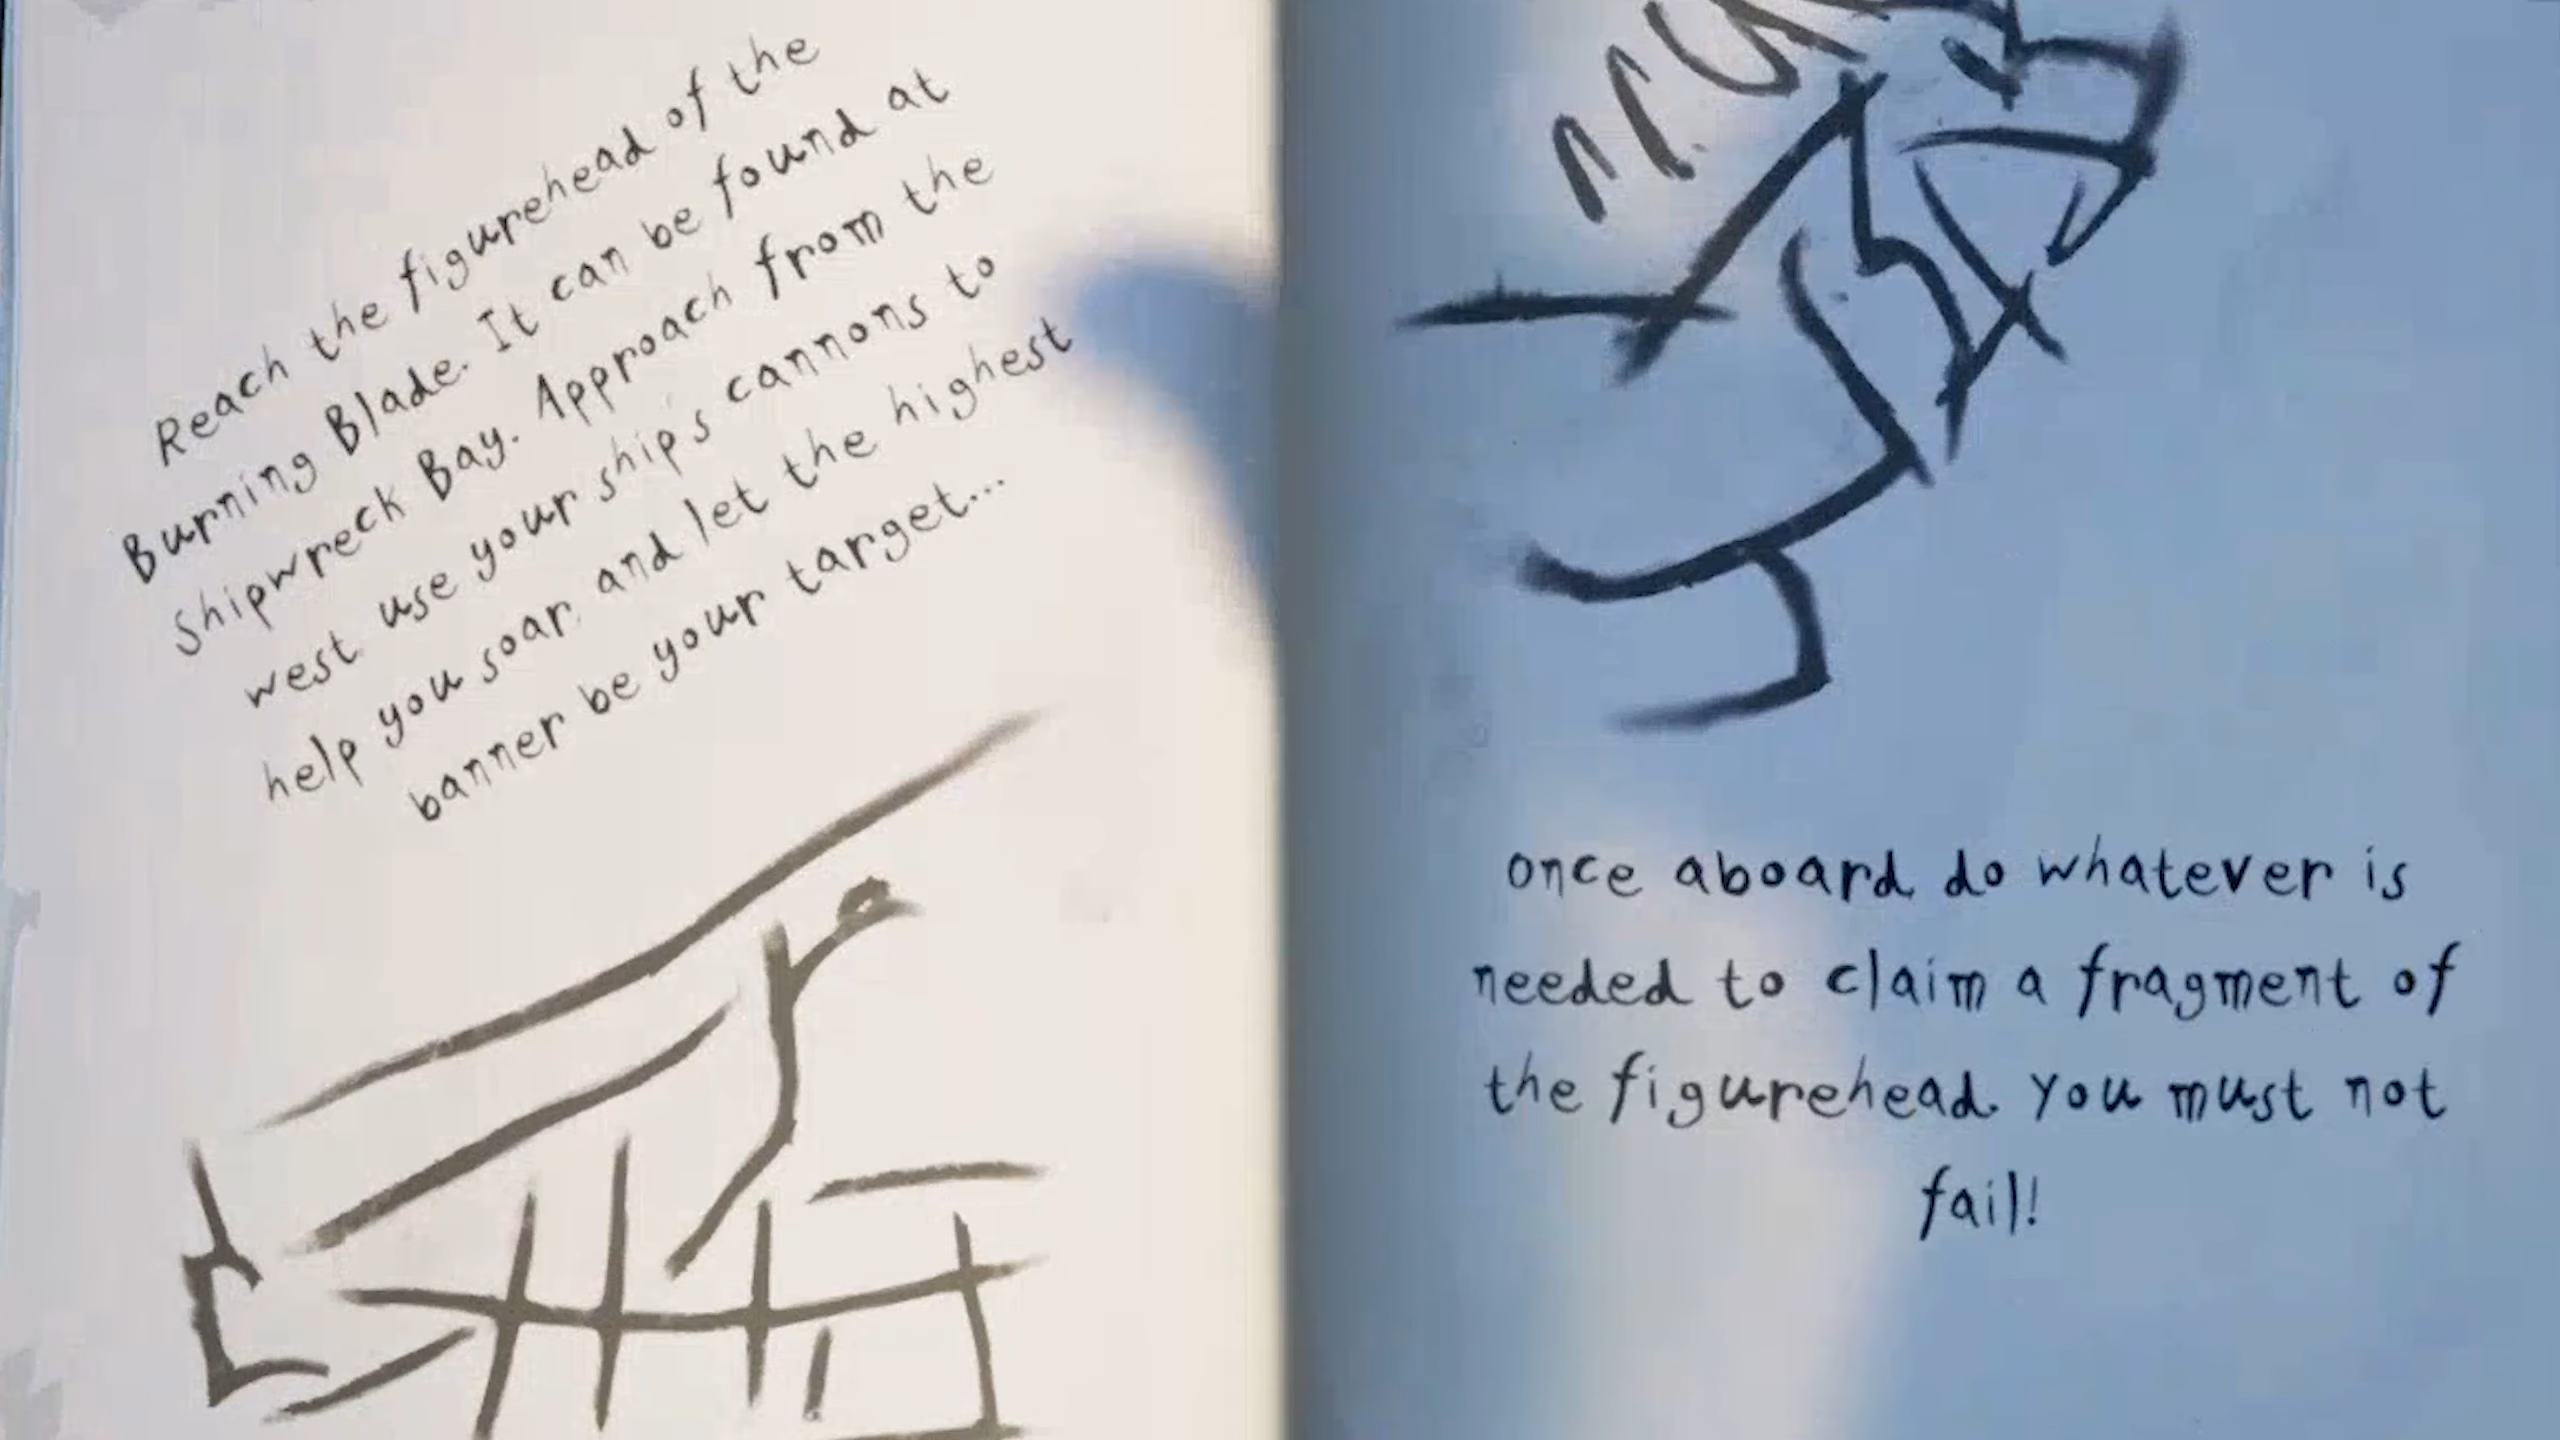 Reach the figurehead of the
Burning Blade. It can be found at
Shipwreck Bay. Approach from the
west use your ships cannons to
help you soar, and let the highest
banner be your target...
once aboard do whatever is
needed to claim a fragment of
the figurehead. you must not
fail!